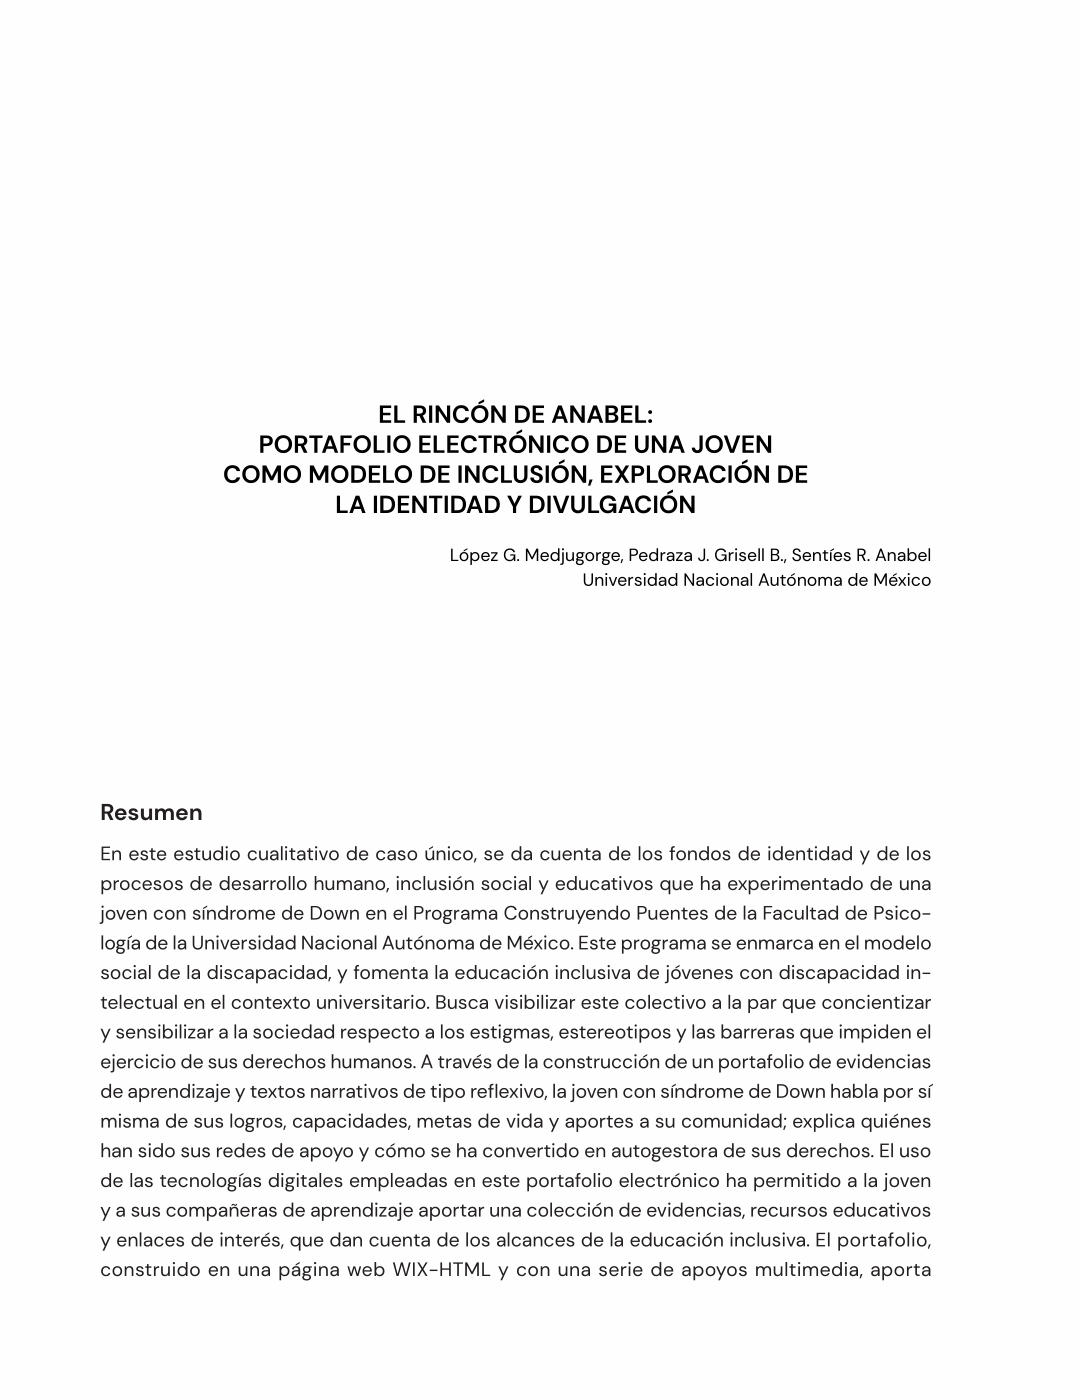 EL RINCÓN DE ANABEL:
PORTAFOLIO ELECTRÓNICO DE UNA JOVEN
COMO MODELO DE INCLUSIÓN, EXPLORACIÓN DE
LA IDENTIDAD Y DIVULGACIÓN
López G. Medjugorge, Pedraza J. Grisell B., Sentíes R. Anabel
Universidad Nacional Autónoma de México
Resumen
En este estudio cualitativo de caso único, se da cuenta de los fondos de identidad y de los
procesos de desarrollo humano, inclusión social y educativos que ha experimentado de una
joven con síndrome de Down en el Programa Construyendo Puentes de la Facultad de Psico-
logía de la Universidad Nacional Autónoma de México. Este programa se enmarca en el modelo
social de la discapacidad, y fomenta la educación inclusiva de jóvenes con discapacidad in-
telectual en el contexto universitario. Busca visibilizar este colectivo a la par que concientizar
y sensibilizar a la sociedad respecto a los estigmas, estereotipos y las barreras que impiden el
ejercicio de sus derechos humanos. A través de la construcción de un portafolio de evidencias
de aprendizaje y textos narrativos de tipo reflexivo, la joven con síndrome de Down habla por sí
misma de sus logros, capacidades, metas de vida y aportes a su comunidad; explica quiénes
han sido sus redes de apoyo y cómo se ha convertido en autogestora de sus derechos. El uso
de las tecnologías digitales empleadas en este portafolio electrónico ha permitido a la joven
y a sus compañeras de aprendizaje aportar una colección de evidencias, recursos educativos
y enlaces de interés, que dan cuenta de los alcances de la educación inclusiva. El portafolio,
construido en una página web WIX-HTML y con una serie de apoyos multimedia, aporta